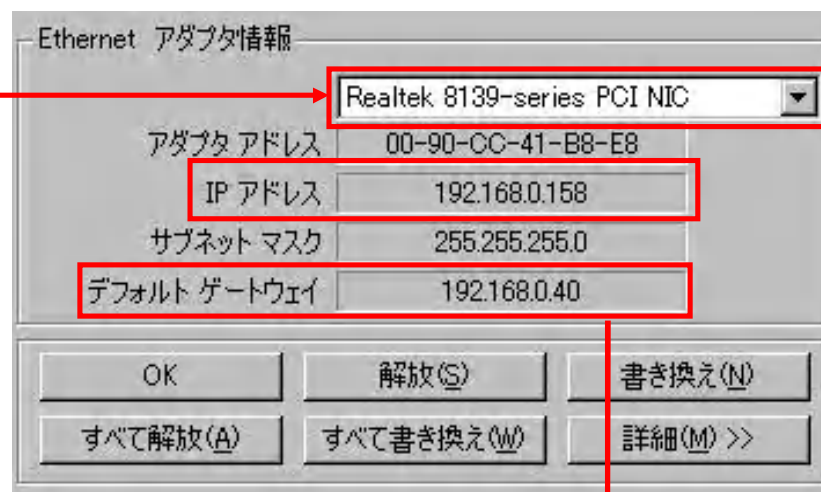 Ethernet アダプタ情報
Realtek 8139-series PCI NIC
アダプタ アドレス 00-90-CC-41-B8-E8
IP アドレス 192.168.0.158
サブネット マスク 255.255.255.0
デフォルト ゲートウェイ 192.168.0.40
OK 解放(S) 書き換え(N)
すべて解放(A) すべて書き換え(W) 詳細(M) >>